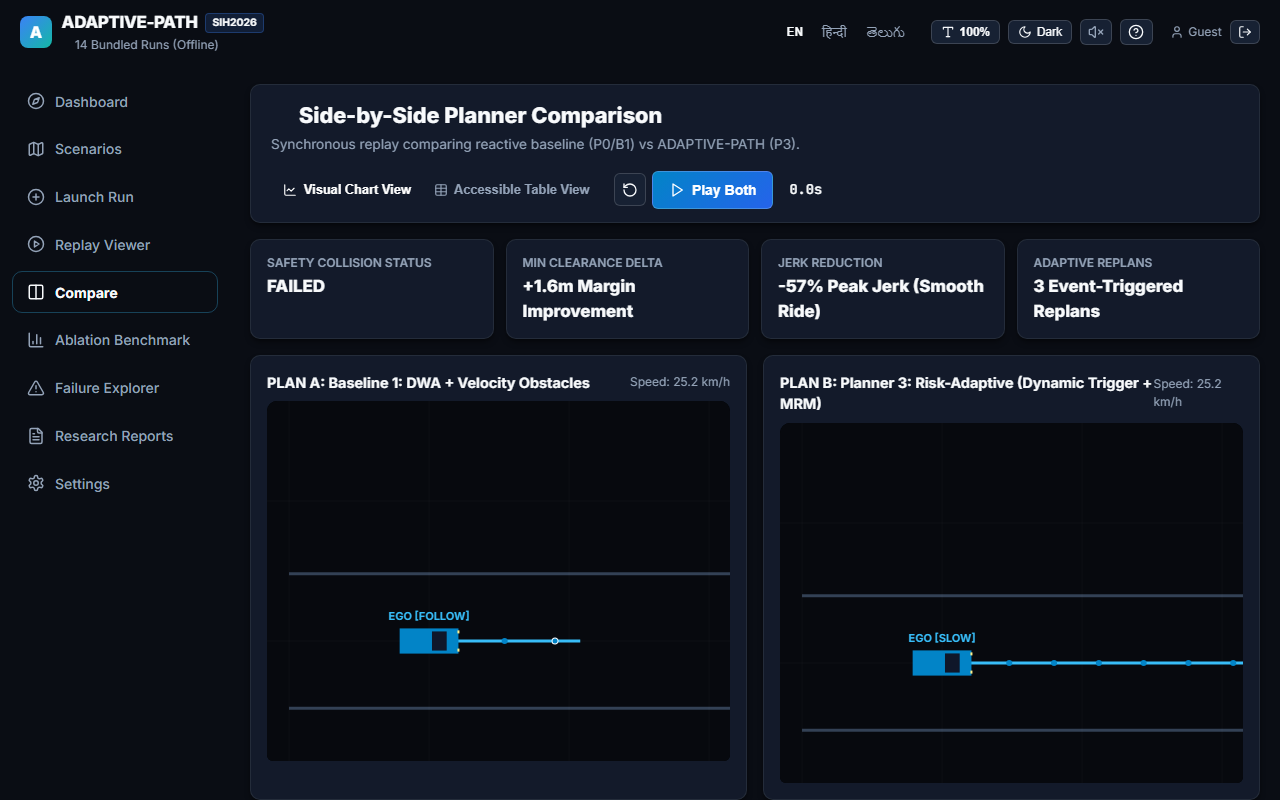 A
ADAPTIVE-PATH SIH2026
14 Bundled Runs (Offline)
EN हिन्दी తెలుగు 100% Dark Guest
Dashboard
Scenarios
Launch Run
Replay Viewer
Compare
Ablation Benchmark
Failure Explorer
Research Reports
Settings
Side-by-Side Planner Comparison
Synchronous replay comparing reactive baseline (P0/B1) vs ADAPTIVE-PATH (P3).
Visual Chart View Accessible Table View Play Both 0.0s
SAFETY COLLISION STATUS
FAILED
MIN CLEARANCE DELTA
+1.6m Margin
Improvement
JERK REDUCTION
-57% Peak Jerk (Smooth
Ride)
ADAPTIVE REPLANS
3 Event-Triggered
Replans
PLAN A: Baseline 1: DWA + Velocity Obstacles
Speed: 25.2 km/h
EGO [FOLLOW]
PLAN B: Planner 3: Risk-Adaptive (Dynamic Trigger +
MRM)
Speed: 25.2
km/h
EGO [SLOW]